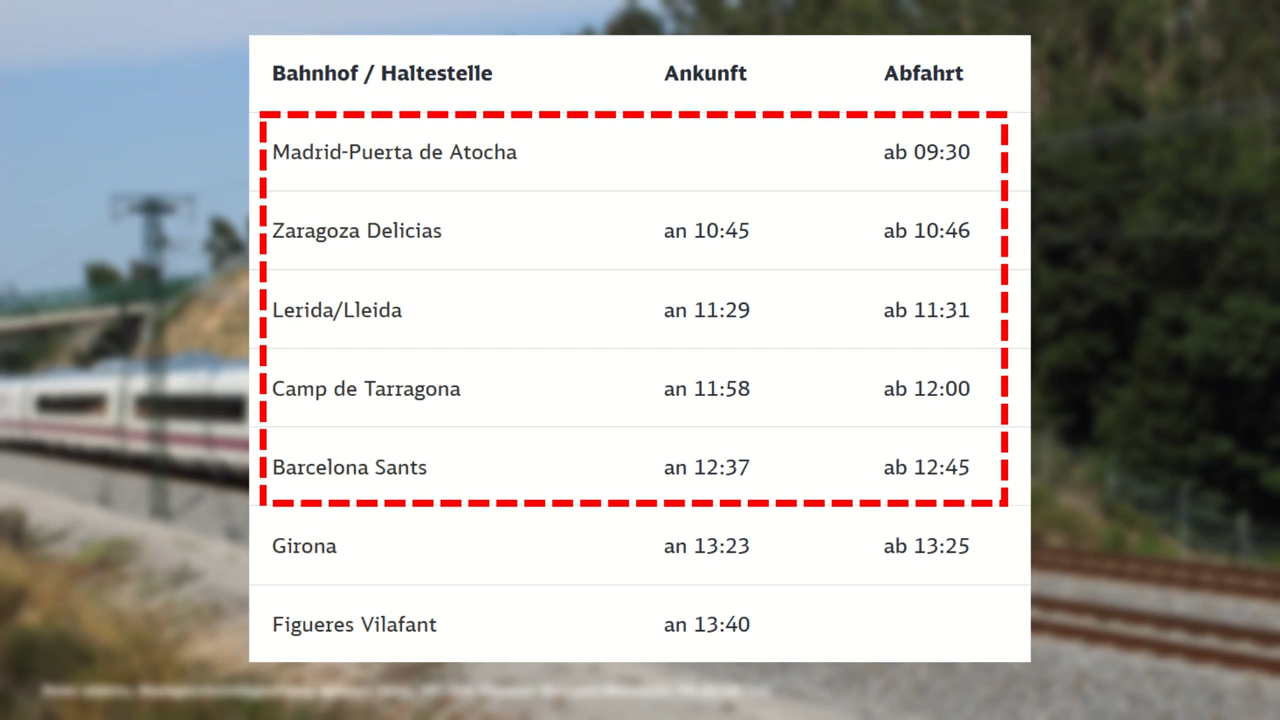 Bahnhof / Haltestelle Ankunft Abfahrt
Madrid-Puerta de Atocha ab 09:30
Zaragoza Delicias an 10:45 ab 10:46
Lerida/Lleida an 11:29 ab 11:31
Camp de Tarragona an 11:58 ab 12:00
Barcelona Sants an 12:37 ab 12:45
Girona an 13:23 ab 13:25
Figueres Vilafant an 13:40